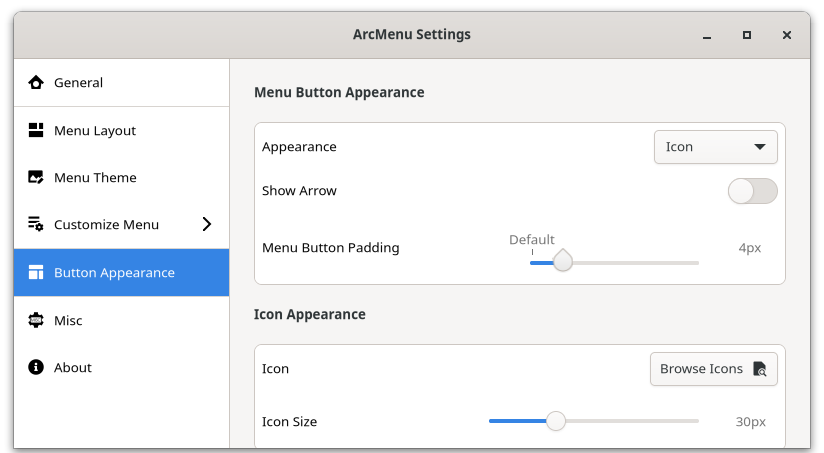 ArcMenu Settings
General
Menu Layout
Menu Theme
Customize Menu
Button Appearance
Misc
About
Menu Button Appearance
Appearance
Icon
Show Arrow
Menu Button Padding
Default
4px
Icon Appearance
Icon
Browse Icons
Icon Size
30px